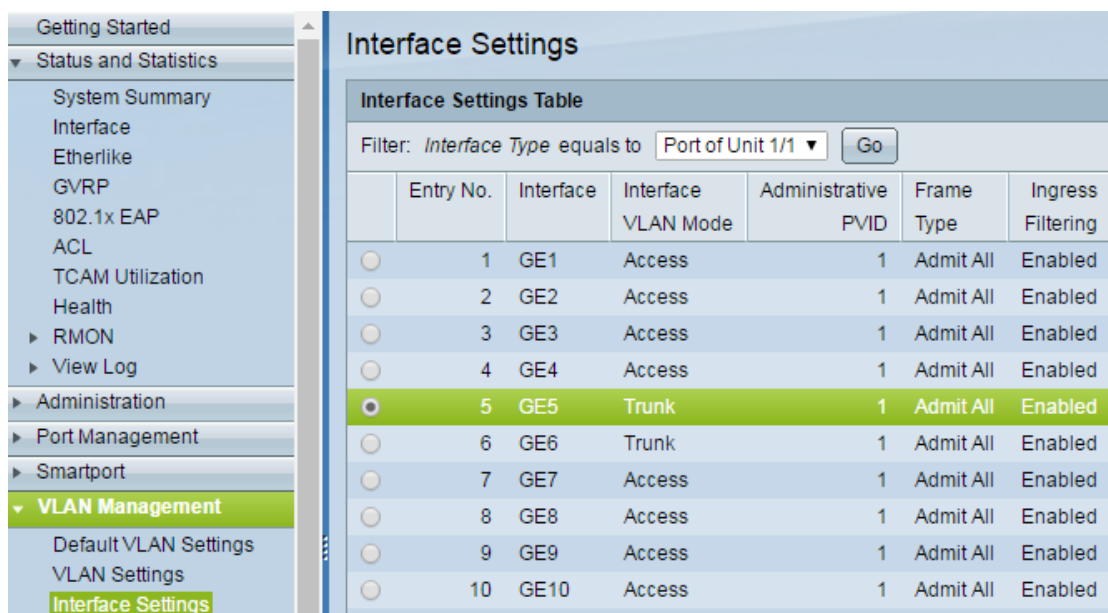 Getting Started
Status and Statistics
System Summary
Interface
Etherlike
GVRP
802.1x EAP
ACL
TCAM Utilization
Health
RMON
View Log
Administration
Port Management
Smartport
VLAN Management
Default VLAN Settings
VLAN Settings
Interface Settings
Interface Settings
Interface Settings Table
Filter: Interface Type equals to Port of Unit 1/1 Go
Entry No. Interface Interface VLAN Mode Administrative PVID Frame Type Ingress Filtering
1 GE1 Access 1 Admit All Enabled
2 GE2 Access 1 Admit All Enabled
3 GE3 Access 1 Admit All Enabled
4 GE4 Access 1 Admit All Enabled
5 GE5 Trunk 1 Admit All Enabled
6 GE6 Trunk 1 Admit All Enabled
7 GE7 Access 1 Admit All Enabled
8 GE8 Access 1 Admit All Enabled
9 GE9 Access 1 Admit All Enabled
10 GE10 Access 1 Admit All Enabled